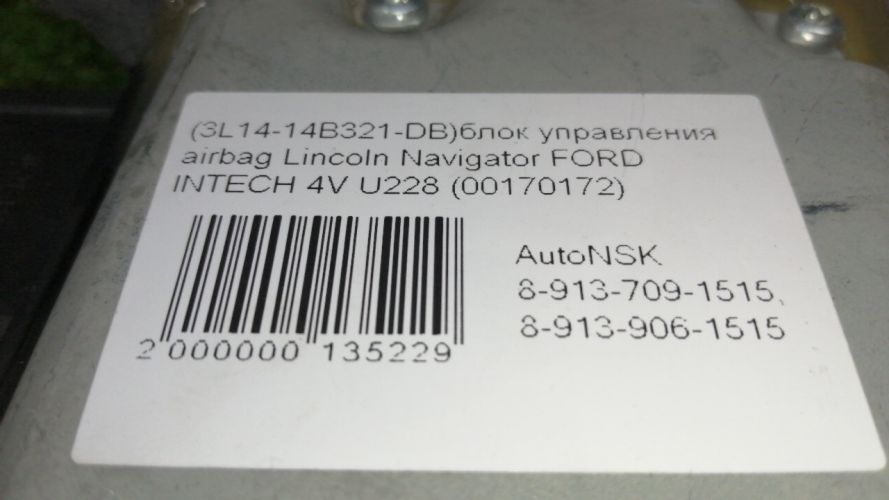 (3L14-14B321-DB)блок управления
airbag Lincoln Navigator FORD
INTECH 4V U228 (00170172)
AutoNSK
8-913-709-1515,
8-913-906-1515
2 000000 135229